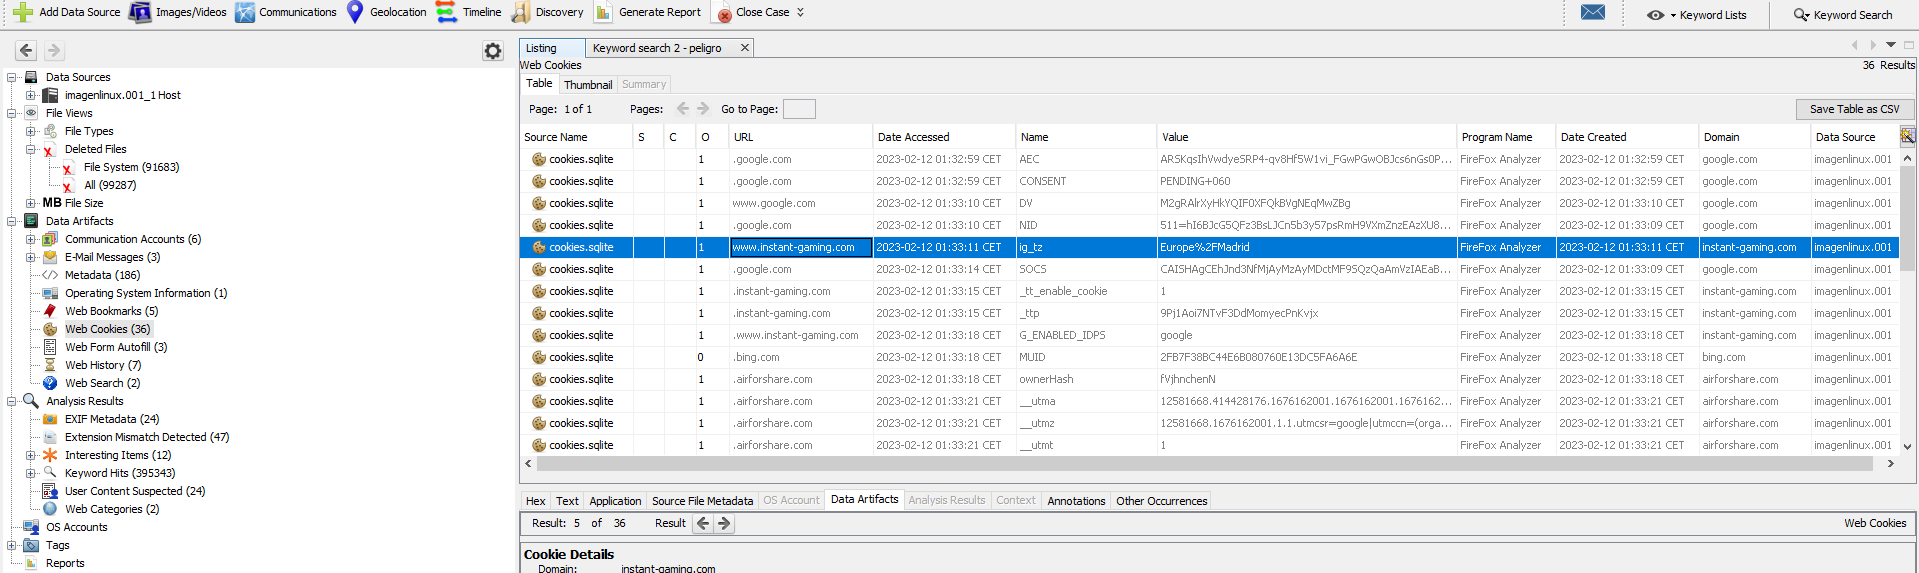 Add Data Source Images/Videos Communications Geolocation Timeline Discovery Generate Report Close Case Keyword Lists Keyword Search
Data Sources
imagenlinux.001_1 Host
File Views
File Types
Deleted Files
File System (91683)
All (99287)
MB File Size
Data Artifacts
Communication Accounts (6)
E-Mail Messages (3)
Metadata (186)
Operating System Information (1)
Web Bookmarks (5)
Web Cookies (36)
Web Form Autofill (3)
Web History (7)
Web Search (2)
Analysis Results
EXIF Metadata (24)
Extension Mismatch Detected (47)
Interesting Items (12)
Keyword Hits (395343)
User Content Suspected (24)
Web Categories (2)
OS Accounts
Tags
Reports
Listing Keyword search 2 - peligro
Web Cookies 36 Results
Table Thumbnail Summary
Page: 1 of 1 Pages: Go to Page: Save Table as CSV
Source Name S C O URL Date Accessed Name Value Program Name Date Created Domain Data Source
cookies.sqlite 1 .google.com 2023-02-12 01:32:59 CET AEC FireFox Analyzer 2023-02-12 01:32:59 CET google.com imagenlinux.001
cookies.sqlite 1 .google.com 2023-02-12 01:32:59 CET CONSENT PENDING+060 FireFox Analyzer 2023-02-12 01:32:59 CET google.com imagenlinux.001
cookies.sqlite 1 www.google.com 2023-02-12 01:33:10 CET DV M2gRAlrXyHkYQIF0XFQkBVgNEqMwZBg FireFox Analyzer 2023-02-12 01:33:10 CET google.com imagenlinux.001
cookies.sqlite 1 .google.com 2023-02-12 01:33:10 CET NID FireFox Analyzer 2023-02-12 01:33:09 CET google.com imagenlinux.001
cookies.sqlite 1 www.instant-gaming.com 2023-02-12 01:33:11 CET ig_tz Europe%2FMadrid FireFox Analyzer 2023-02-12 01:33:11 CET instant-gaming.com imagenlinux.001
cookies.sqlite 1 .google.com 2023-02-12 01:33:14 CET SOCS CAISHAgCEhJnd3NfMjAyMzAyMDctMF9SQzQaAmVzIAEaB... FireFox Analyzer 2023-02-12 01:33:09 CET google.com imagenlinux.001
cookies.sqlite 1 .instant-gaming.com 2023-02-12 01:33:15 CET _tt_enable_cookie 1 FireFox Analyzer 2023-02-12 01:33:15 CET instant-gaming.com imagenlinux.001
cookies.sqlite 1 .instant-gaming.com 2023-02-12 01:33:15 CET _ttp 9Pj1Aoi7NTvF3DdMomyecPnKvjx FireFox Analyzer 2023-02-12 01:33:15 CET instant-gaming.com imagenlinux.001
cookies.sqlite 1 .www.instant-gaming.com 2023-02-12 01:33:18 CET G_ENABLED_IDPS google FireFox Analyzer 2023-02-12 01:33:18 CET instant-gaming.com imagenlinux.001
cookies.sqlite 0 .bing.com 2023-02-12 01:33:18 CET MUID 2FB7F38BC44E6B080760E13DC5FA6A6E FireFox Analyzer 2023-02-12 01:33:18 CET bing.com imagenlinux.001
cookies.sqlite 1 .airforshare.com 2023-02-12 01:33:18 CET ownerHash fVjhnchenN FireFox Analyzer 2023-02-12 01:33:18 CET airforshare.com imagenlinux.001
cookies.sqlite 1 .airforshare.com 2023-02-12 01:33:21 CET __utma 12581668.414428176.1676162001.1676162001.1676162... FireFox Analyzer 2023-02-12 01:33:21 CET airforshare.com imagenlinux.001
cookies.sqlite 1 .airforshare.com 2023-02-12 01:33:21 CET __utmz 12581668.1676162001.1.1.utmcsr=google|utmccn=(orga... FireFox Analyzer 2023-02-12 01:33:21 CET airforshare.com imagenlinux.001
cookies.sqlite 1 .airforshare.com 2023-02-12 01:33:21 CET __utmt 1 FireFox Analyzer 2023-02-12 01:33:21 CET airforshare.com imagenlinux.001
Hex Text Application Source File Metadata OS Account Data Artifacts Analysis Results Context Annotations Other Occurrences
Result: 5 of 36 Result Web Cookies
Cookie Details
Domain: instant-gaming.com